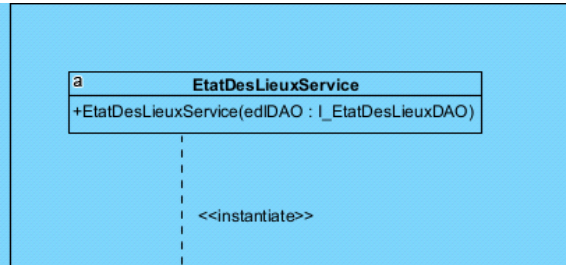 a
EtatDesLieuxService
+EtatDesLieuxService(edlDAO : I_EtatDesLieuxDAO)
<<instantiate>>